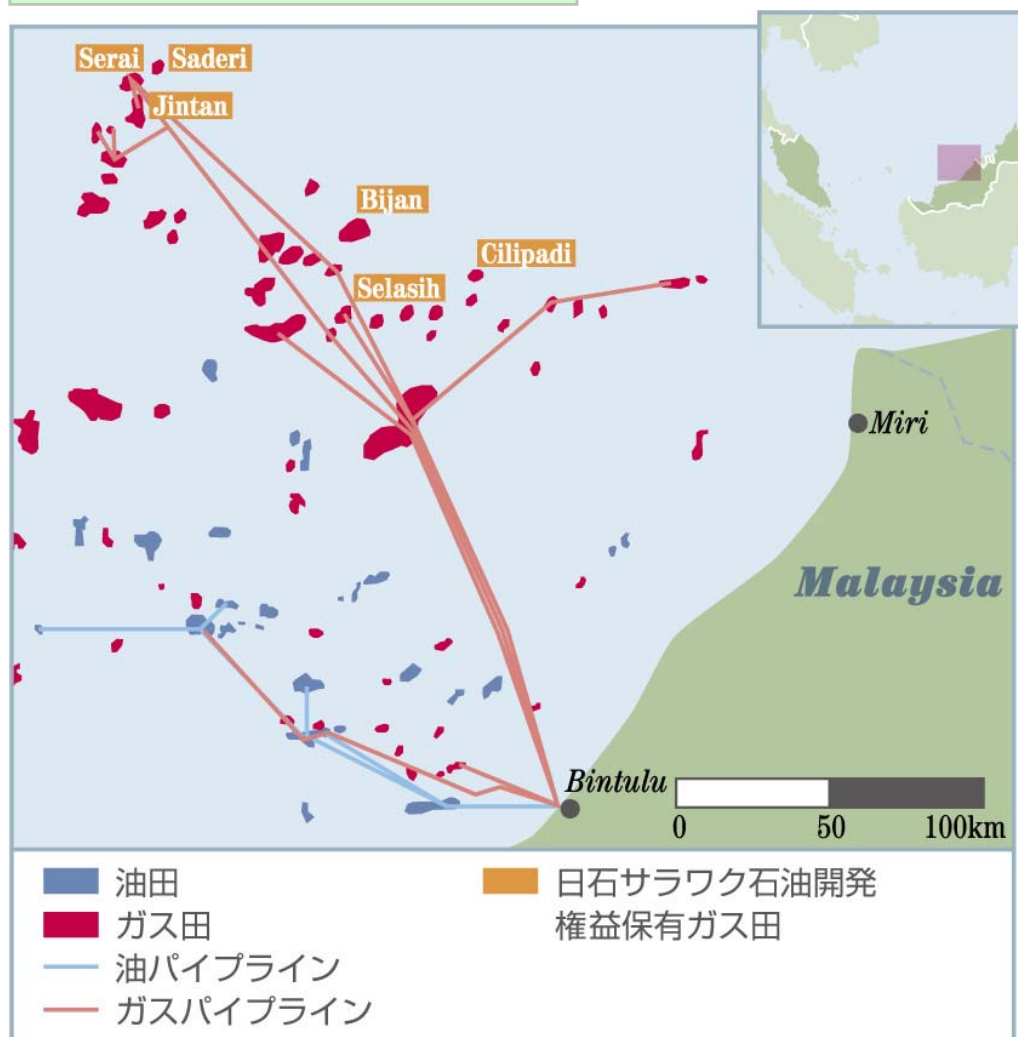 Serai
Saderi
Jintan
Bijan
Cilipadi
Selasih
Miri
Malaysia
Bintulu
0 50 100km
油田
ガス田
油パイプライン
ガスパイプライン
日石サラワク石油開発
権益保有ガス田